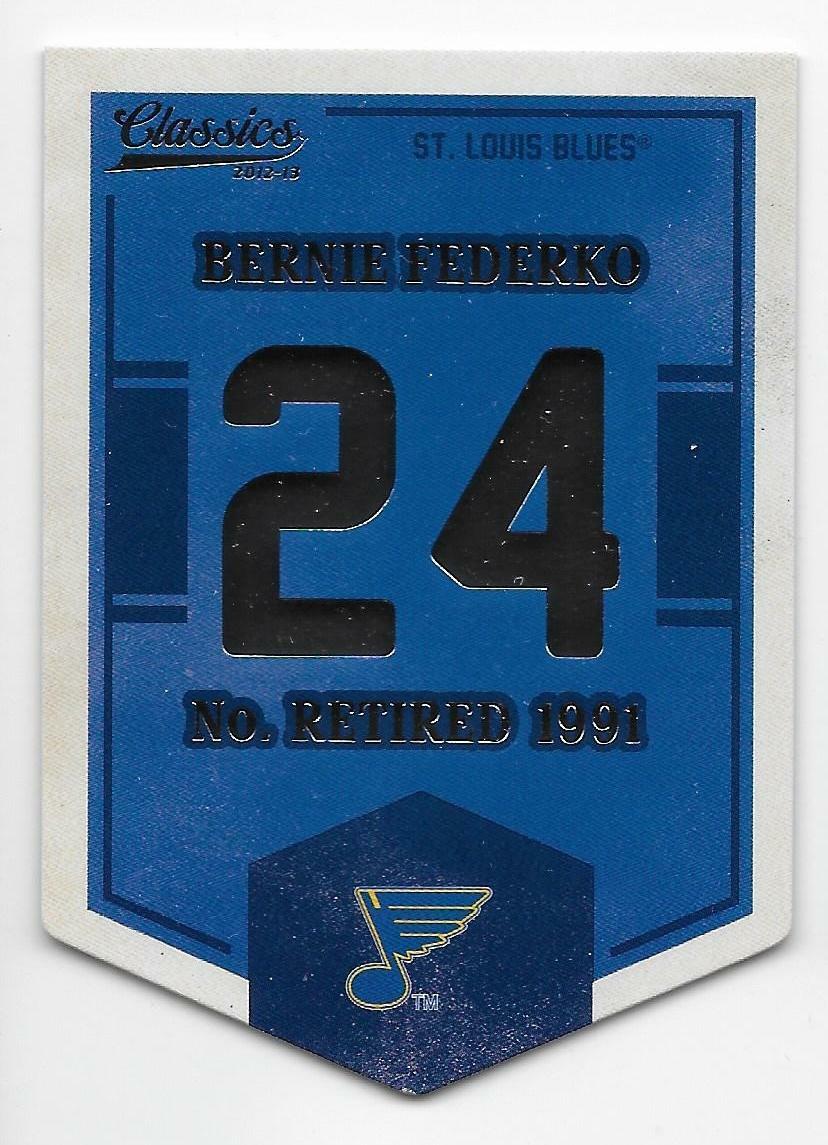 Classics
2012-13
ST. LOUIS BLUES®
BERNIE FEDERKO
24
No. RETIRED 1991
TM